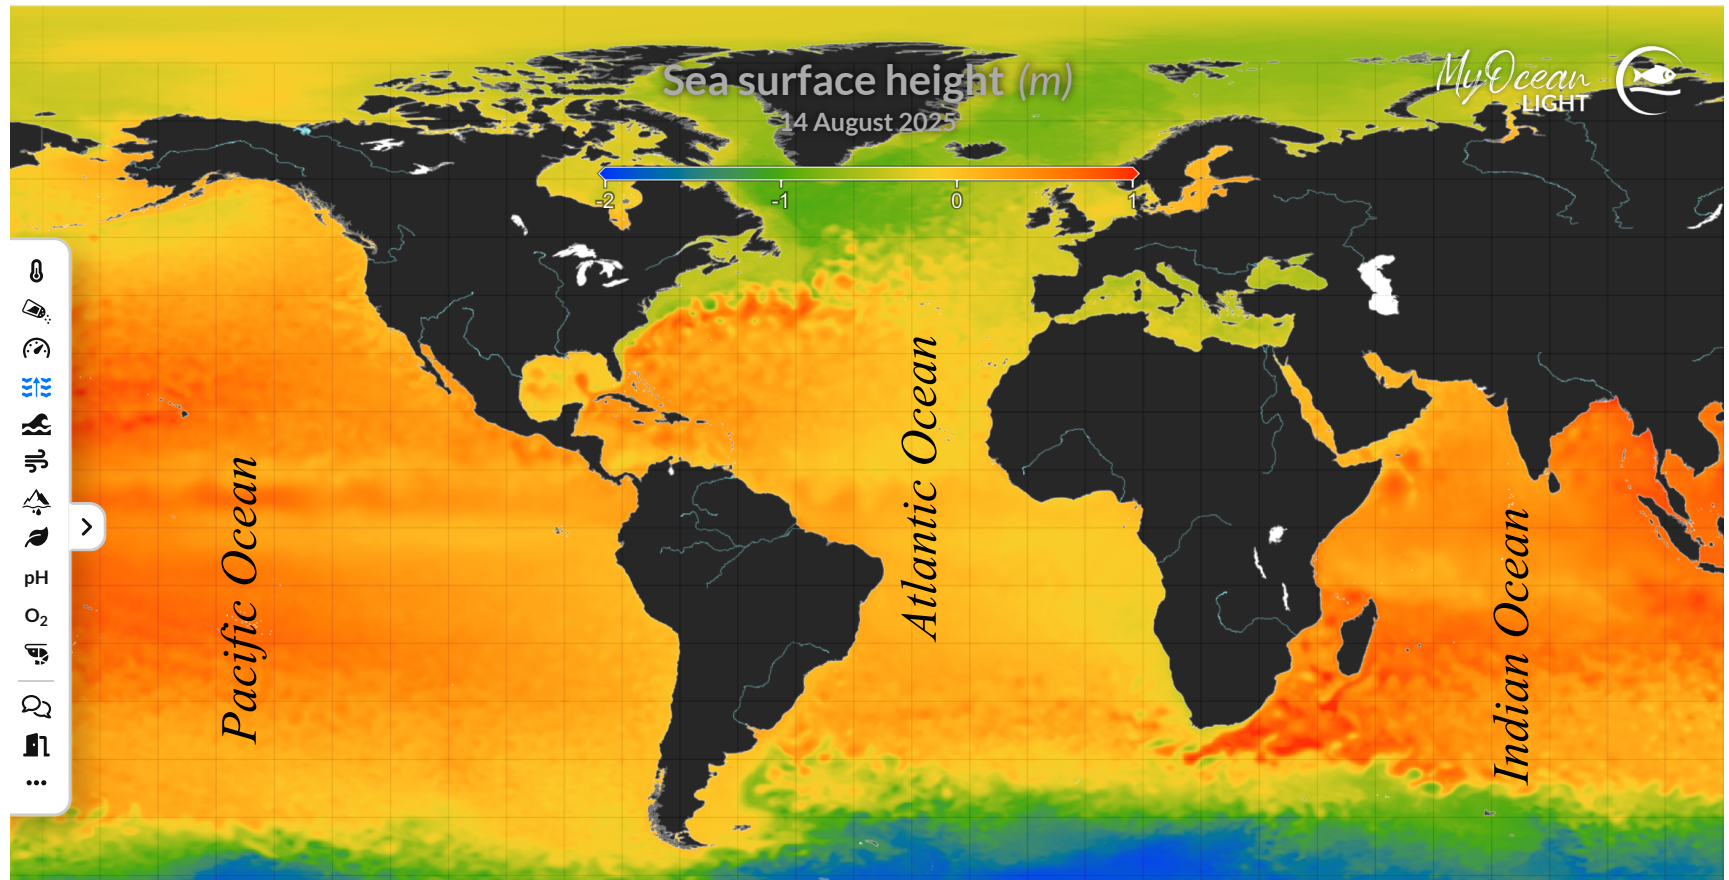 Sea surface height (m)
14 August 2025
-2 -1 0 1
MyOcean
LIGHT
pH
O₂
Pacific Ocean
Atlantic Ocean
Indian Ocean